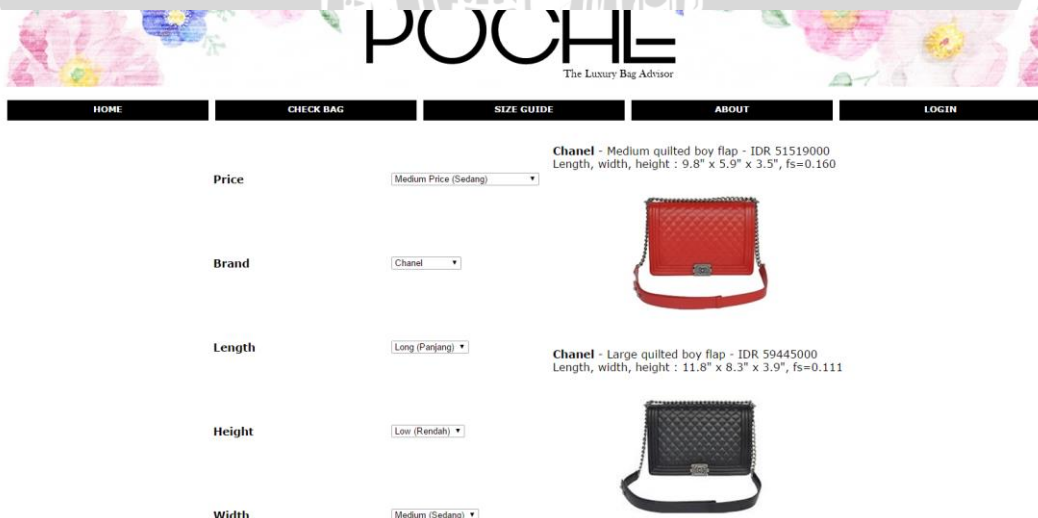 POCHE
The Luxury Bag Advisor
HOME CHECK BAG SIZE GUIDE ABOUT LOGIN
Chanel - Medium quilted boy flap - IDR 51519000
Length, width, height : 9.8" x 5.9" x 3.5", fs=0.160
Price Medium Price (Sedang)
Brand Chanel
Length Long (Panjang)
Chanel - Large quilted boy flap - IDR 59445000
Length, width, height : 11.8" x 8.3" x 3.9", fs=0.111
Height Low (Rendah)
Width Medium (Sedang)